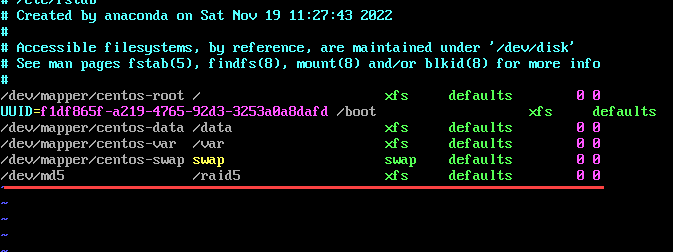 # /etc/fstab
# Created by anaconda on Sat Nov 19 11:27:43 2022
#
# Accessible filesystems, by reference, are maintained under '/dev/disk'
# See man pages fstab(5), findfs(8), mount(8) and/or blkid(8) for more info
#
/dev/mapper/centos-root / xfs defaults 0 0
UUID=f1df865f-a219-4765-92d3-3253a0a8dafd /boot xfs defaults
/dev/mapper/centos-data /data xfs defaults 0 0
/dev/mapper/centos-var /var xfs defaults 0 0
/dev/mapper/centos-swap swap swap defaults 0 0
/dev/md5 /raid5 xfs defaults 0 0
~
~
~
~